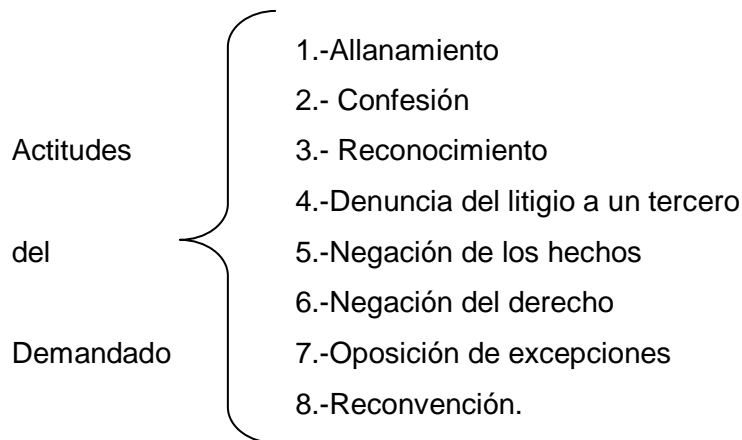 Actitudes
del
Demandado
1.-Allanamiento
2.- Confesión
3.- Reconocimiento
4.-Denuncia del litigio a un tercero
5.-Negación de los hechos
6.-Negación del derecho
7.-Oposición de excepciones
8.-Reconvención.